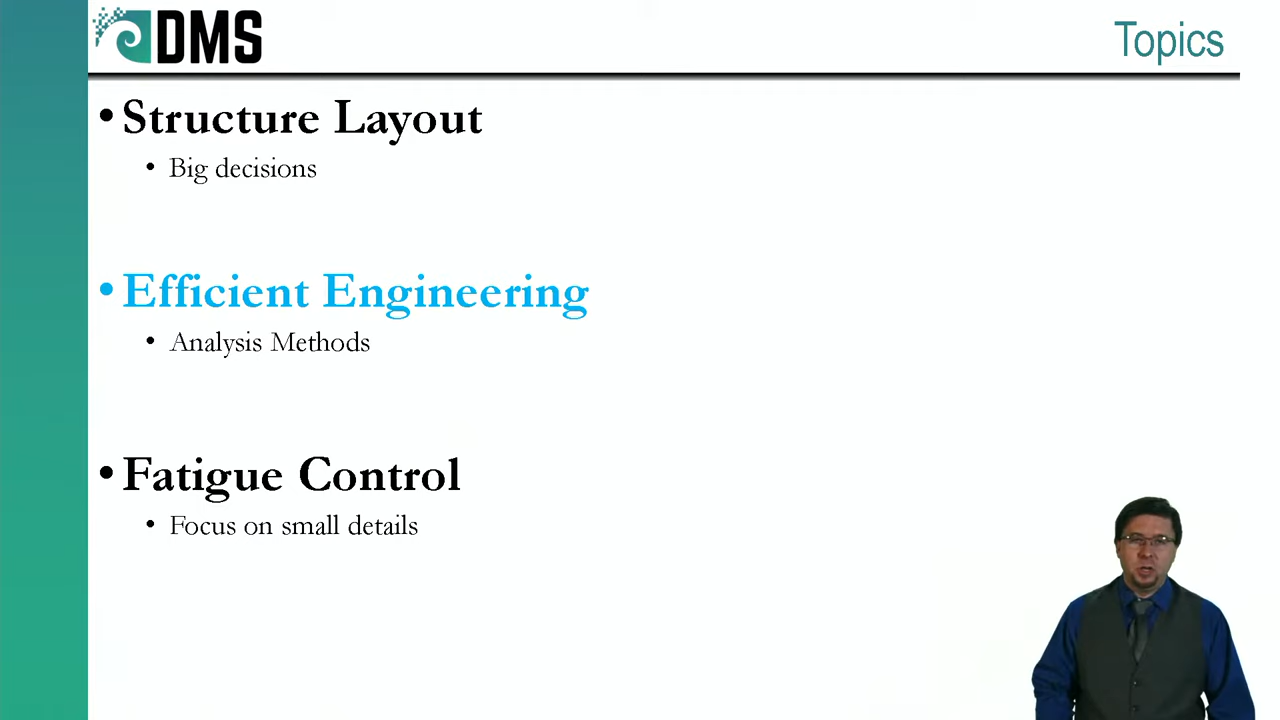 DMS
Topics
• Structure Layout
• Big decisions
• Efficient Engineering
• Analysis Methods
• Fatigue Control
• Focus on small details